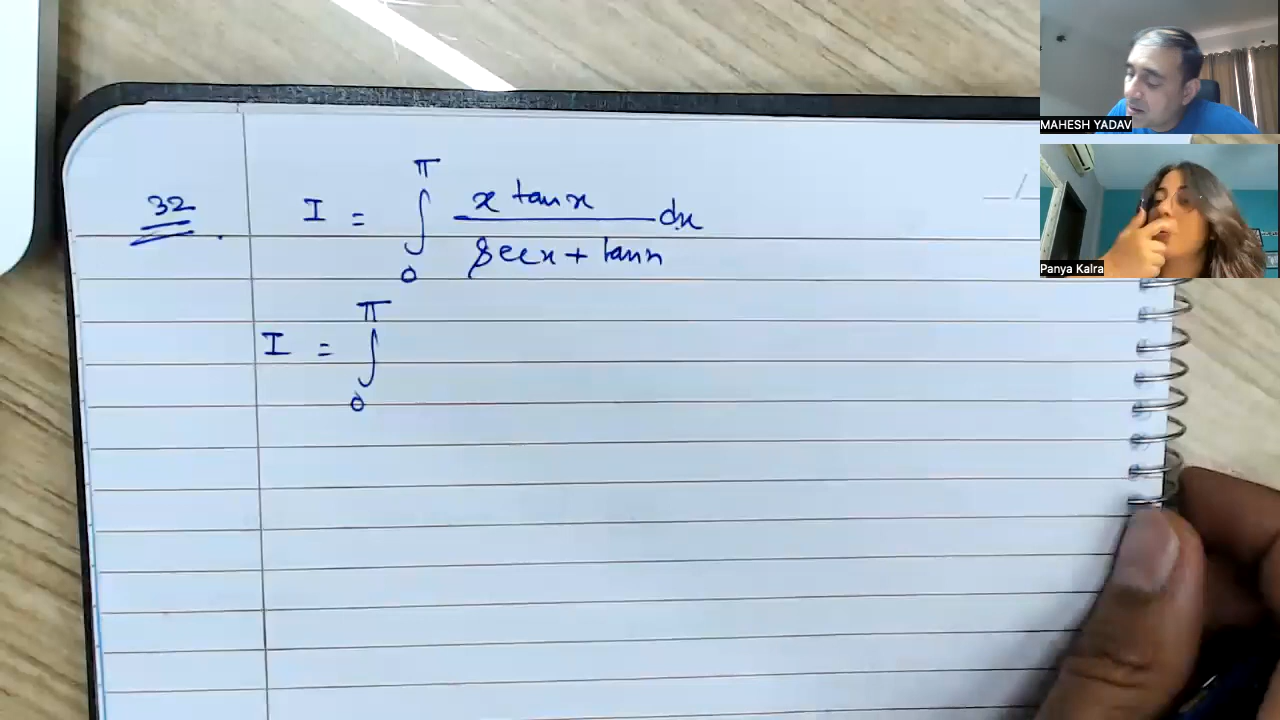 32 I = ∫₀^π x tanx / secx + tanx dx
I = ∫₀^π
MAHESH YADAV
Panya Kalra